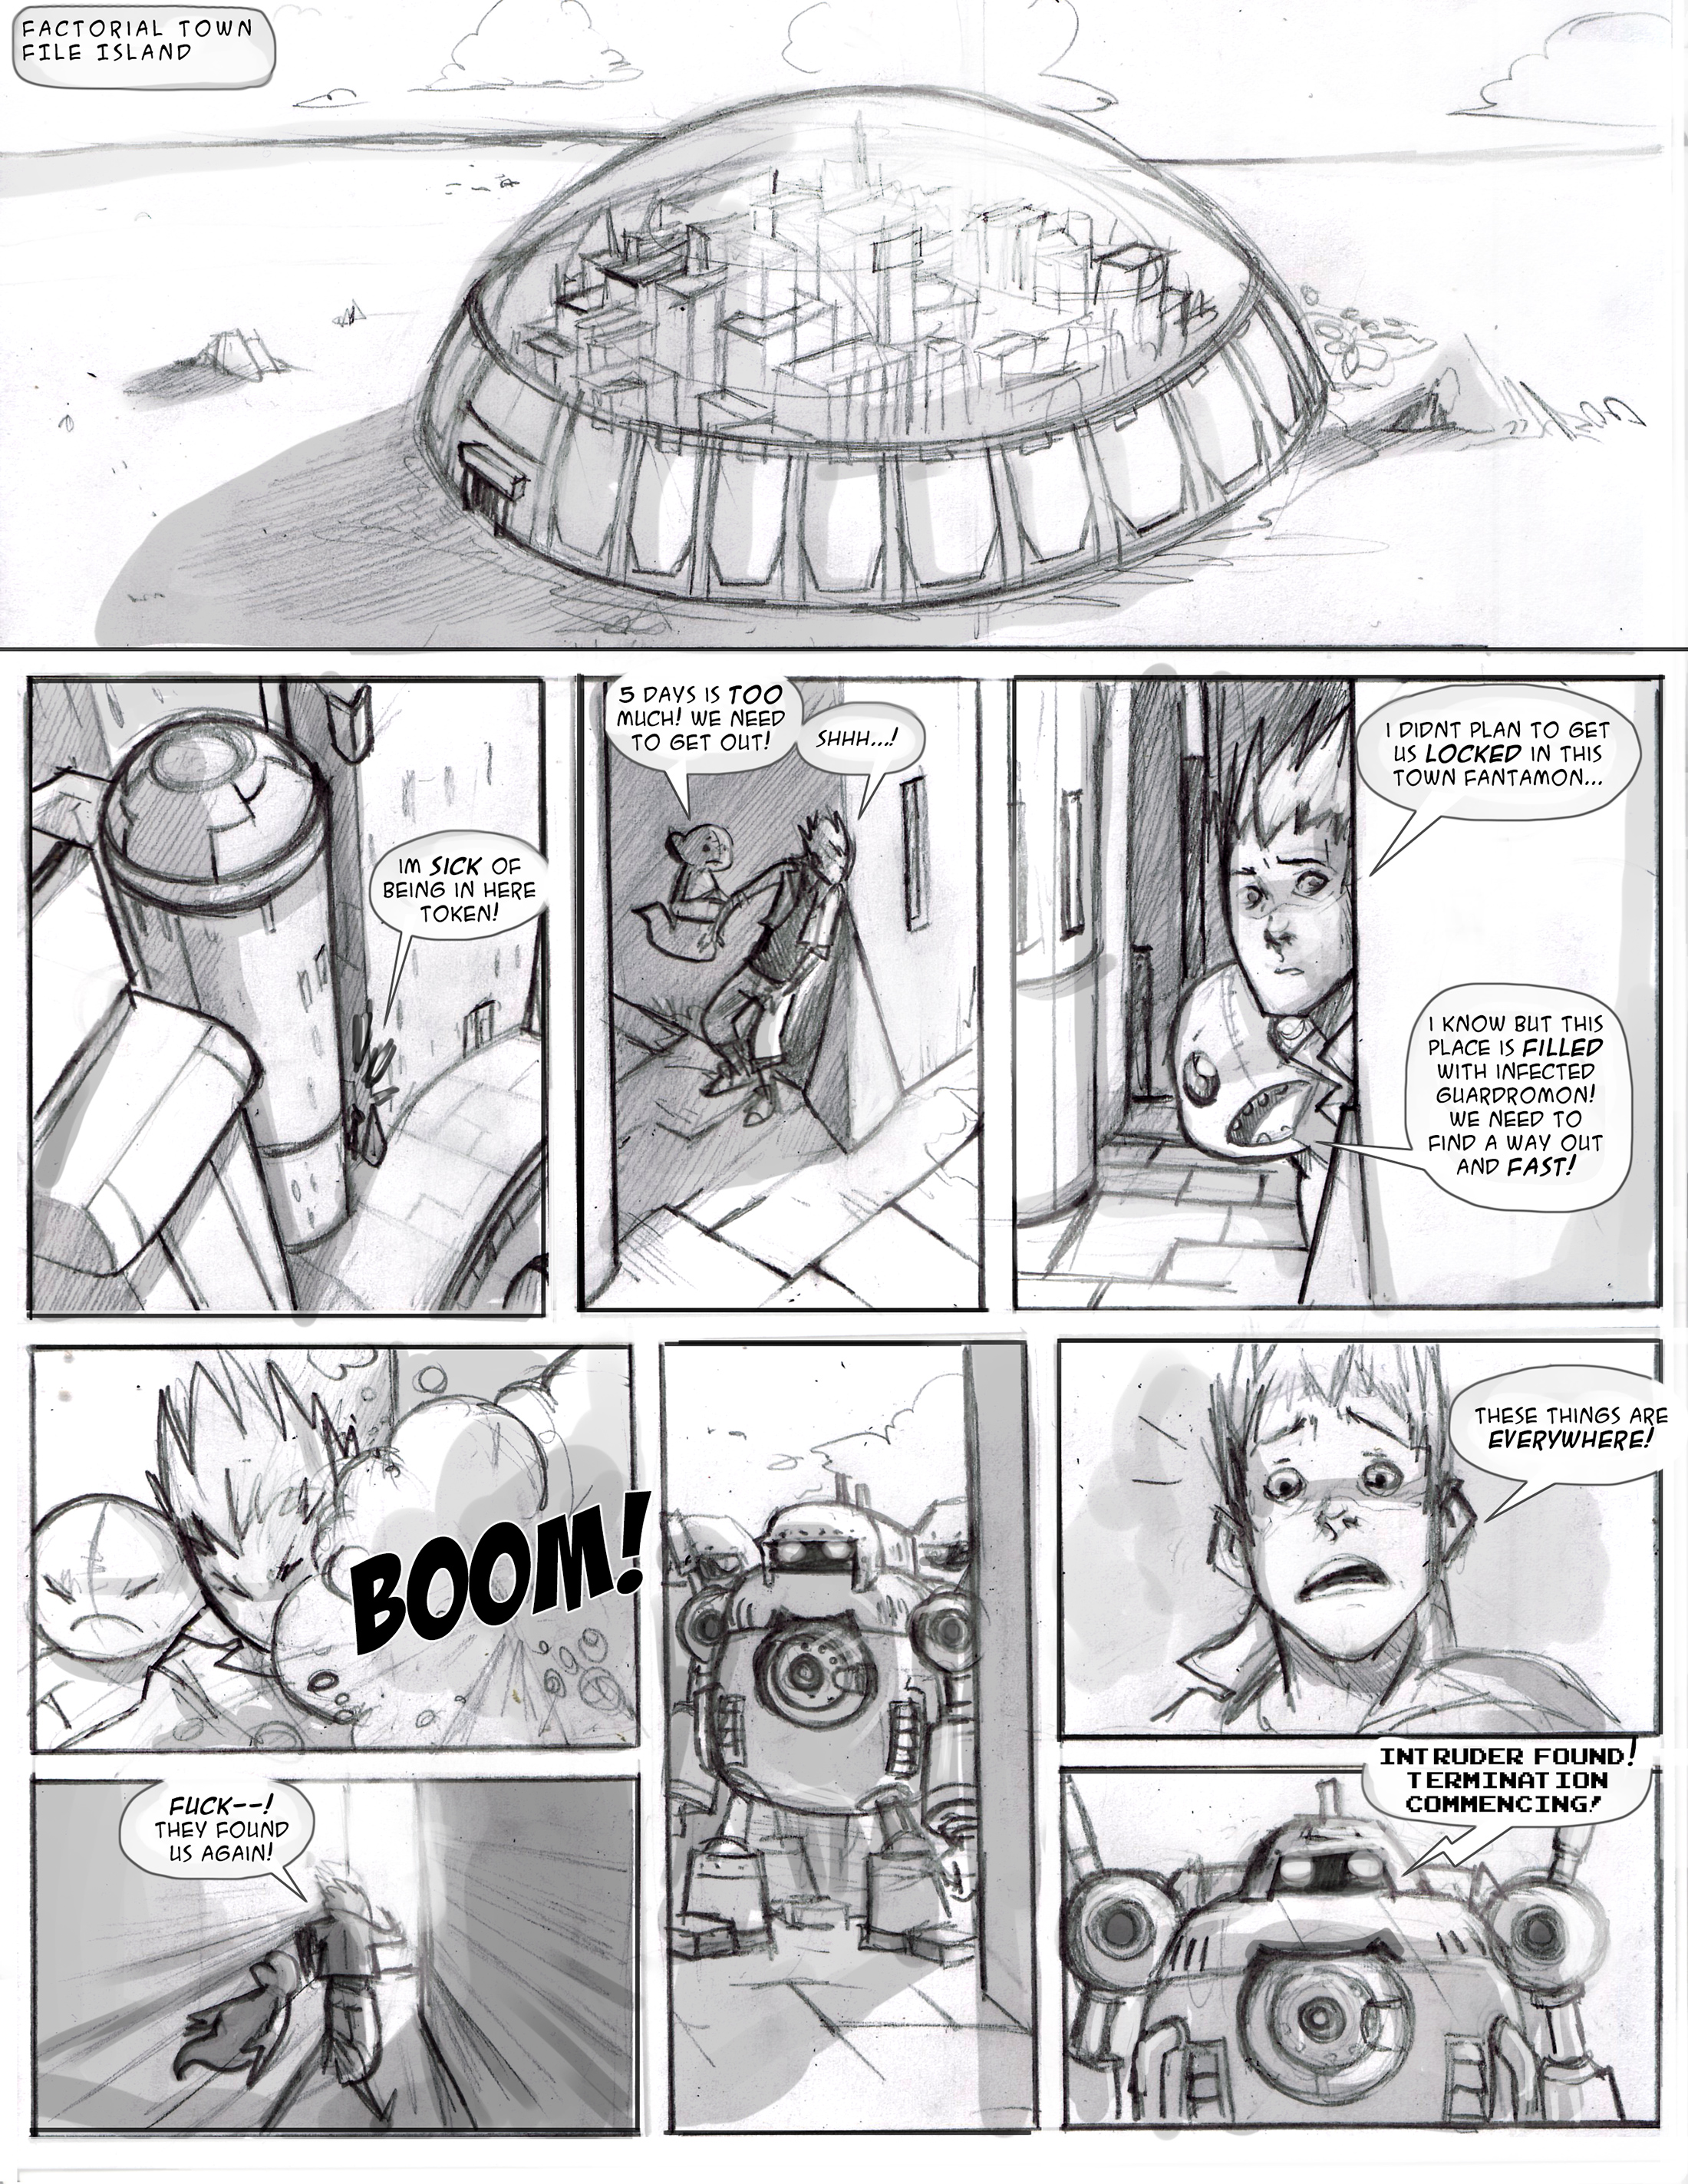 FACTORIAL TOWN
FILE ISLAND
IM SICK OF
BEING IN HERE
TOKEN!
5 DAYS IS TOO
MUCH! WE NEED
TO GET OUT!
SHHH...!
I DIDNT PLAN TO GET
US LOCKED IN THIS
TOWN FANTAMON...
I KNOW BUT THIS
PLACE IS FILLED
WITH INFECTED
GUARDROMON!
WE NEED TO
FIND A WAY OUT
AND FAST!
BOOM!
FUCK--!
THEY FOUND
US AGAIN!
THESE THINGS ARE
EVERYWHERE!
INTRUDER FOUND!
TERMINATION
COMMENCING!